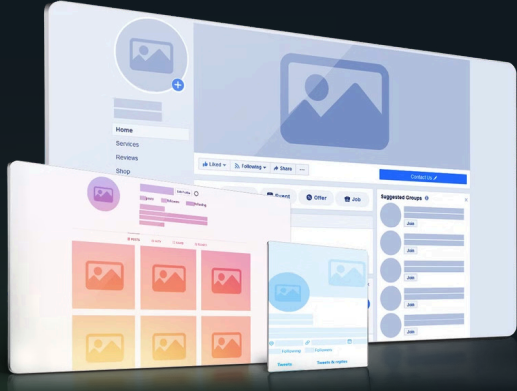 Home
Services
Reviews
Shop
Liked
Following
Share
Contact Us
Event
Offer
Job
Suggested Groups
Join
Join
Join
Join
Join
Following
Followers
Tweets
Tweets & replies